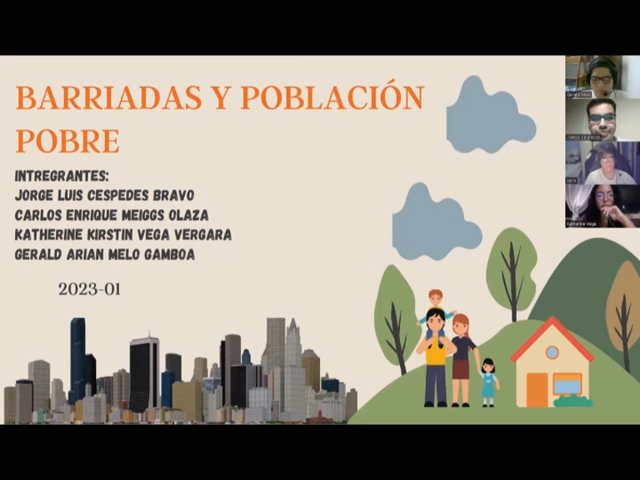 BARRIADAS Y POBLACIÓN
POBRE
INTREGRANTES:
JORGE LUIS CESPEDES BRAVO
CARLOS ENRIQUE MEIGGS OLAZA
KATHERINE KIRSTIN VEGA VERGARA
GERALD ARIAN MELO GAMBOA
2023-01
Katherine Vega